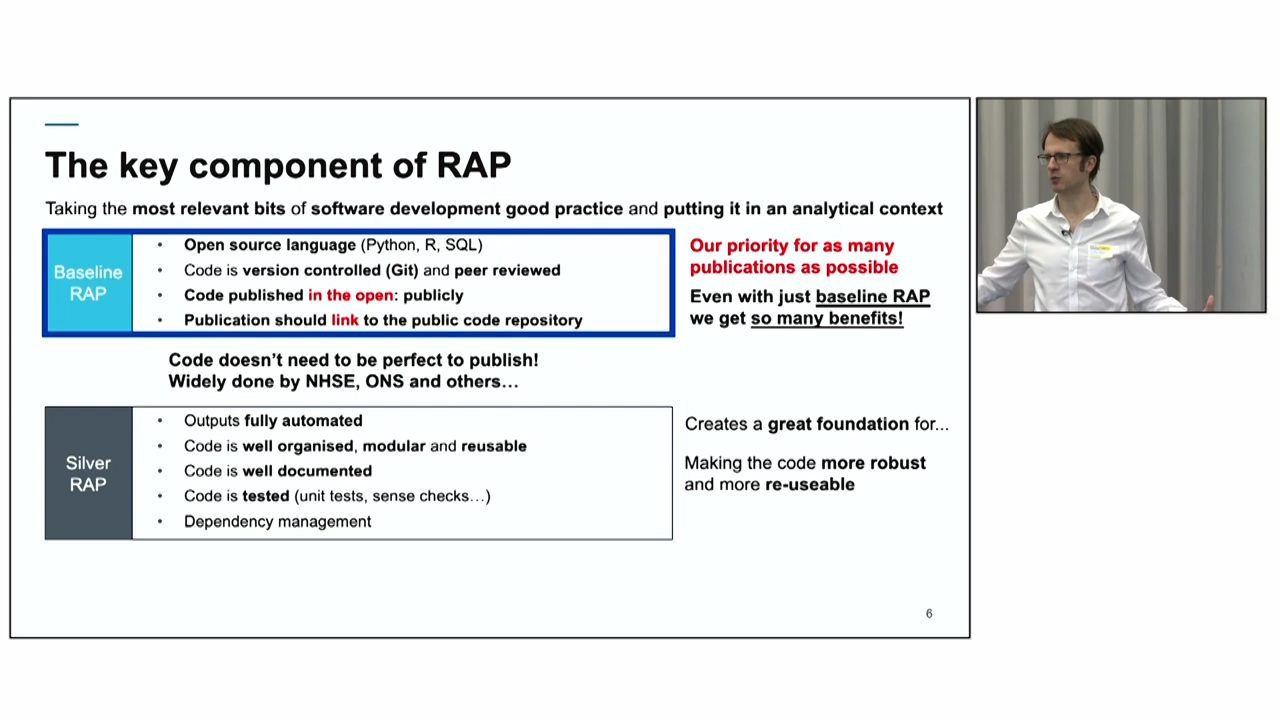 The key component of RAP
Taking the most relevant bits of software development good practice and putting it in an analytical context
Baseline
RAP
• Open source language (Python, R, SQL)
• Code is version controlled (Git) and peer reviewed
• Code published in the open: publicly
• Publication should link to the public code repository
Our priority for as many
publications as possible
Even with just baseline RAP
we get so many benefits!
Code doesn’t need to be perfect to publish!
Widely done by NHSE, ONS and others…
Silver
RAP
• Outputs fully automated
• Code is well organised, modular and reusable
• Code is well documented
• Code is tested (unit tests, sense checks…)
• Dependency management
Creates a great foundation for...
Making the code more robust
and more re-useable
6